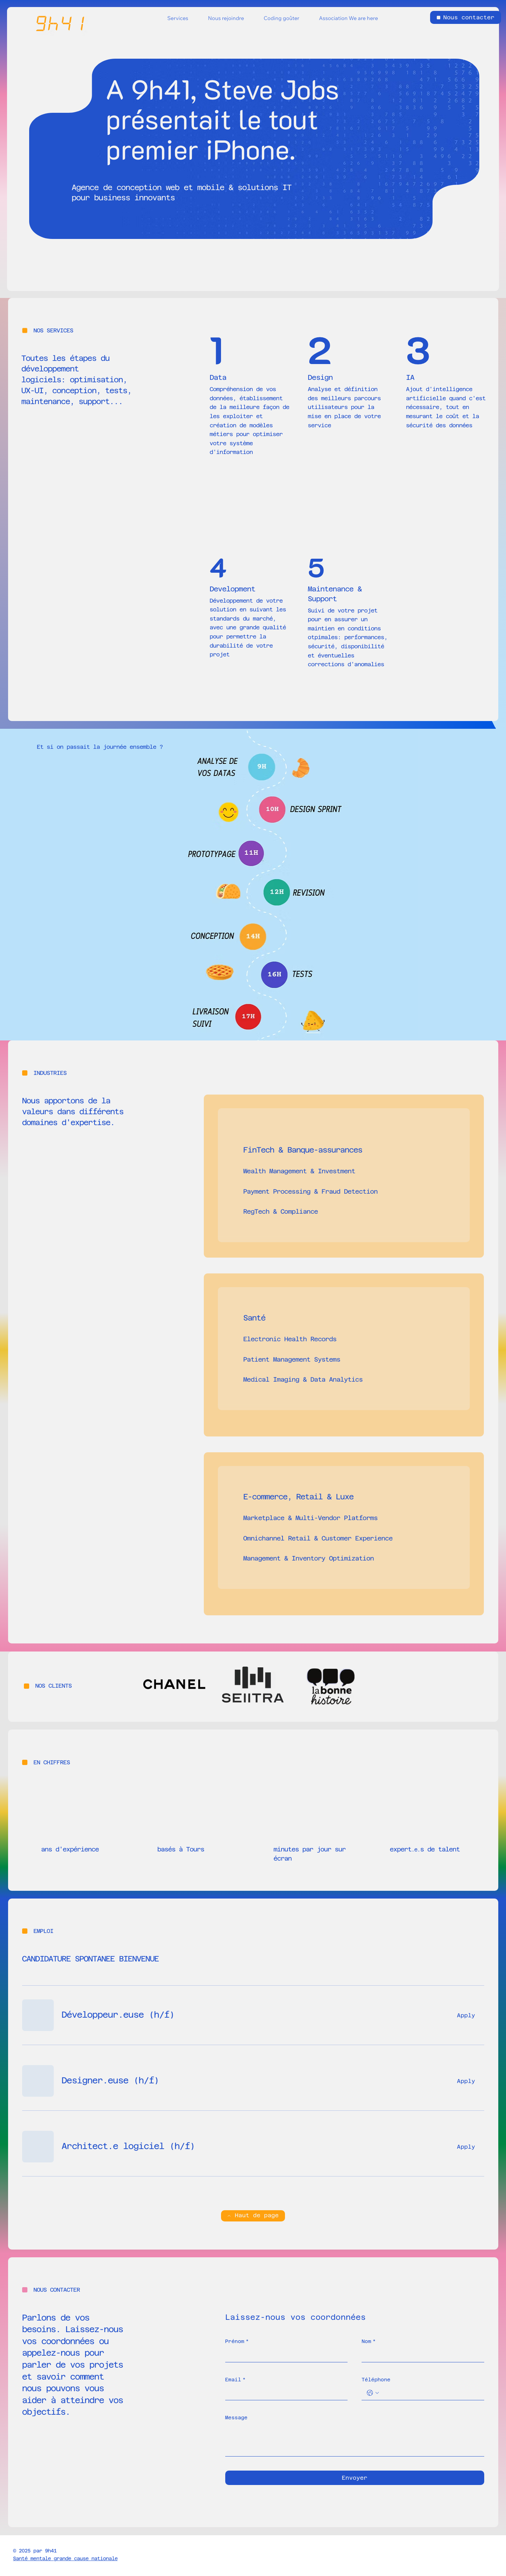 9h41
Services
Nous rejoindre
Coding goûter
Association We are here
Nous contacter
A 9h41, Steve Jobs
présentait le tout
premier iPhone.
Agence de conception web et mobile & solutions IT
pour business innovants
NOS SERVICES
Toutes les étapes du
développement
logiciels: optimisation,
UX-UI, conception, tests,
maintenance, support...
1
Data
Compréhension de vos
données, établissement
de la meilleure façon de
les exploiter et
création de modèles
métiers pour optimiser
votre système
d'information
2
Design
Analyse et définition
des meilleurs parcours
utilisateurs pour la
mise en place de votre
service
3
IA
Ajout d'intelligence
artificielle quand c'est
nécessaire, tout en
mesurant le coût et la
sécurité des données
4
Development
Développement de votre
solution en suivant les
standards du marché,
avec une grande qualité
pour permettre la
durabilité de votre
projet
5
Maintenance &
Support
Suivi de votre projet
pour en assurer un
maintien en conditions
otpimales: performances,
sécurité, disponibilité
et éventuelles
corrections d'anomalies
Et si on passait la journée ensemble ?
ANALYSE DE
VOS DATAS
9H
10H
DESIGN SPRINT
PROTOTYPAGE
11H
12H
REVISION
CONCEPTION
14H
16H
TESTS
LIVRAISON
SUIVI
17H
INDUSTRIES
Nous apportons de la
valeurs dans différents
domaines d'expertise.
FinTech & Banque-assurances
Wealth Management & Investment
Payment Processing & Fraud Detection
RegTech & Compliance
Santé
Electronic Health Records
Patient Management Systems
Medical Imaging & Data Analytics
E-commerce, Retail & Luxe
Marketplace & Multi-Vendor Platforms
Omnichannel Retail & Customer Experience
Management & Inventory Optimization
NOS CLIENTS
CHANEL
SEIITRA
la bonne
histoire
EN CHIFFRES
ans d'expérience
basés à Tours
minutes par jour sur
écran
expert.e.s de talent
EMPLOI
CANDIDATURE SPONTANEE BIENVENUE
Développeur.euse (h/f)
Apply
Designer.euse (h/f)
Apply
Architect.e logiciel (h/f)
Apply
Haut de page
NOUS CONTACTER
Parlons de vos
besoins. Laissez-nous
vos coordonnées ou
appelez-nous pour
parler de vos projets
et savoir comment
nous pouvons vous
aider à atteindre vos
objectifs.
Laissez-nous vos coordonnées
Prénom *
Nom *
Email *
Téléphone
Message
Envoyer
© 2025 par 9h41
Santé mentale grande cause nationale